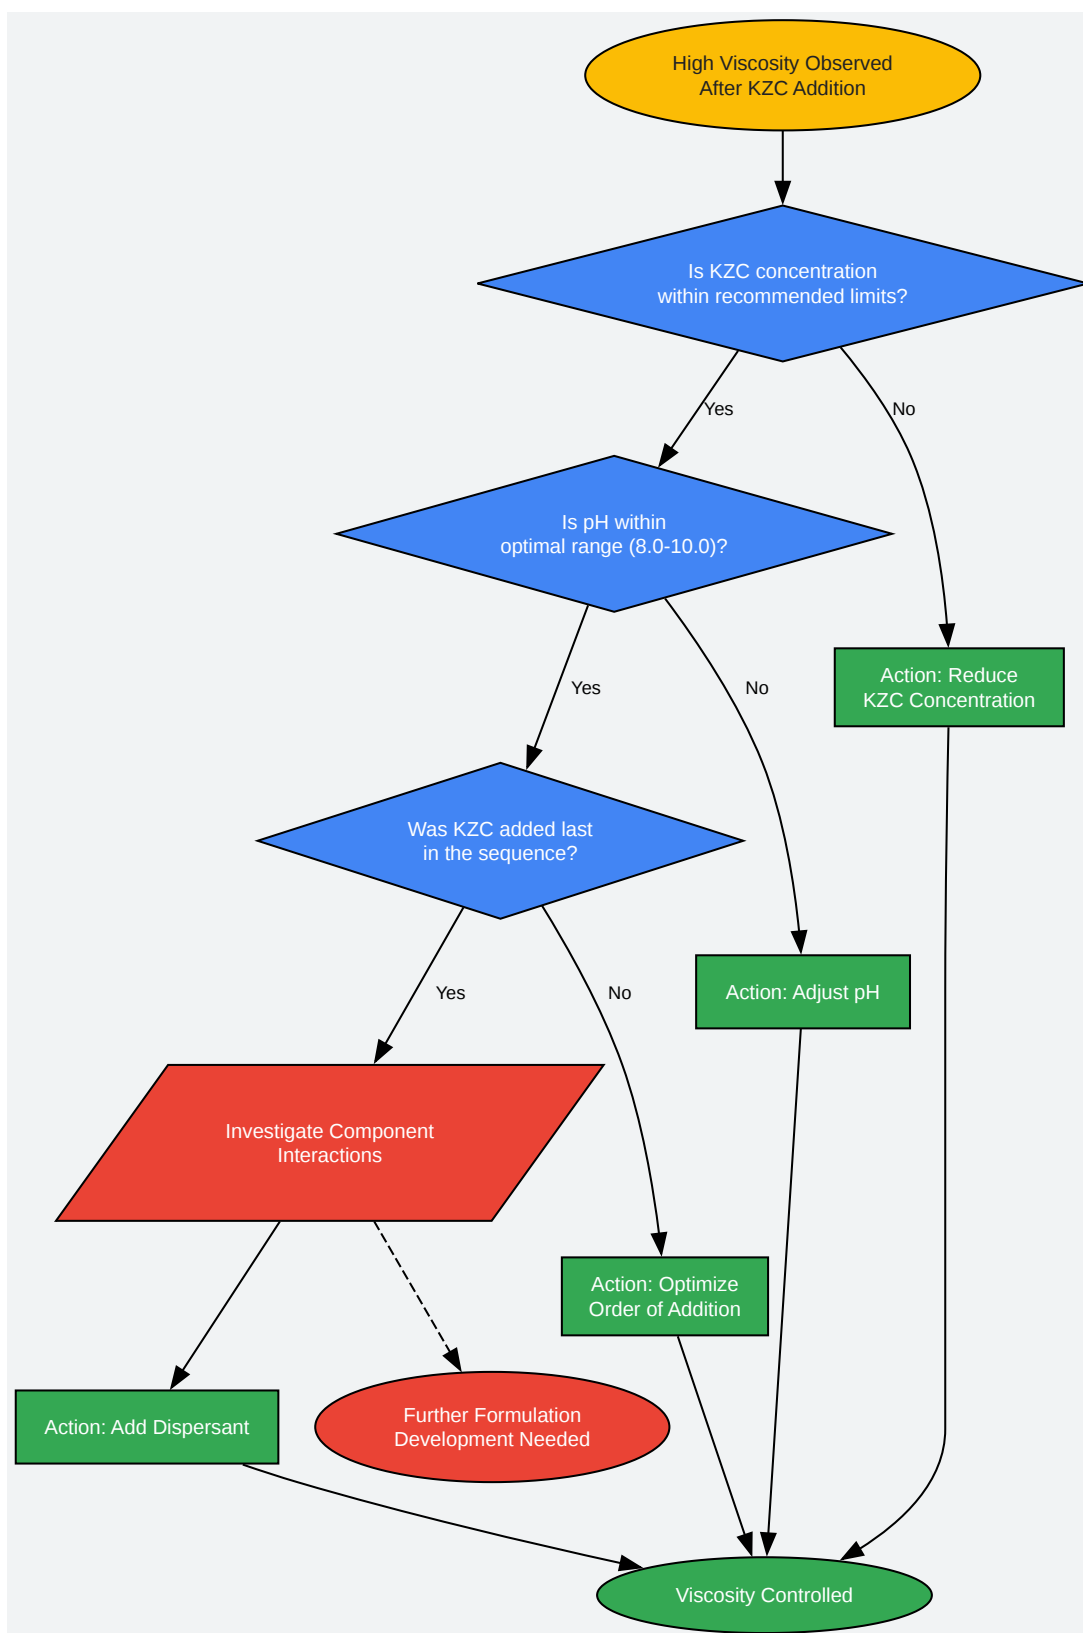 High Viscosity Observed
After KZC Addition
Is KZC concentration
within recommended limits?
Yes
No
Is pH within
optimal range (8.0-10.0)?
Action: Reduce
KZC Concentration
Yes
No
Was KZC added last
in the sequence?
Action: Adjust pH
Yes
No
Investigate Component
Interactions
Action: Optimize
Order of Addition
Action: Add Dispersant
Further Formulation
Development Needed
Viscosity Controlled